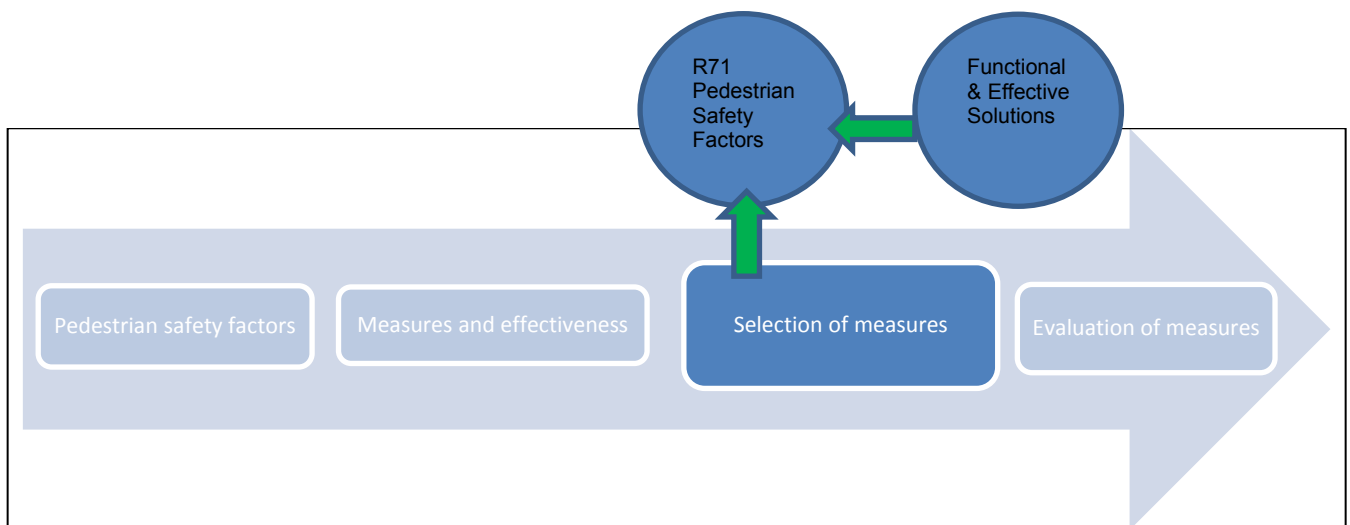 R71
Pedestrian
Safety
Factors
Functional
& Effective
Solutions
Pedestrian safety factors
Measures and effectiveness
Selection of measures
Evaluation of measures